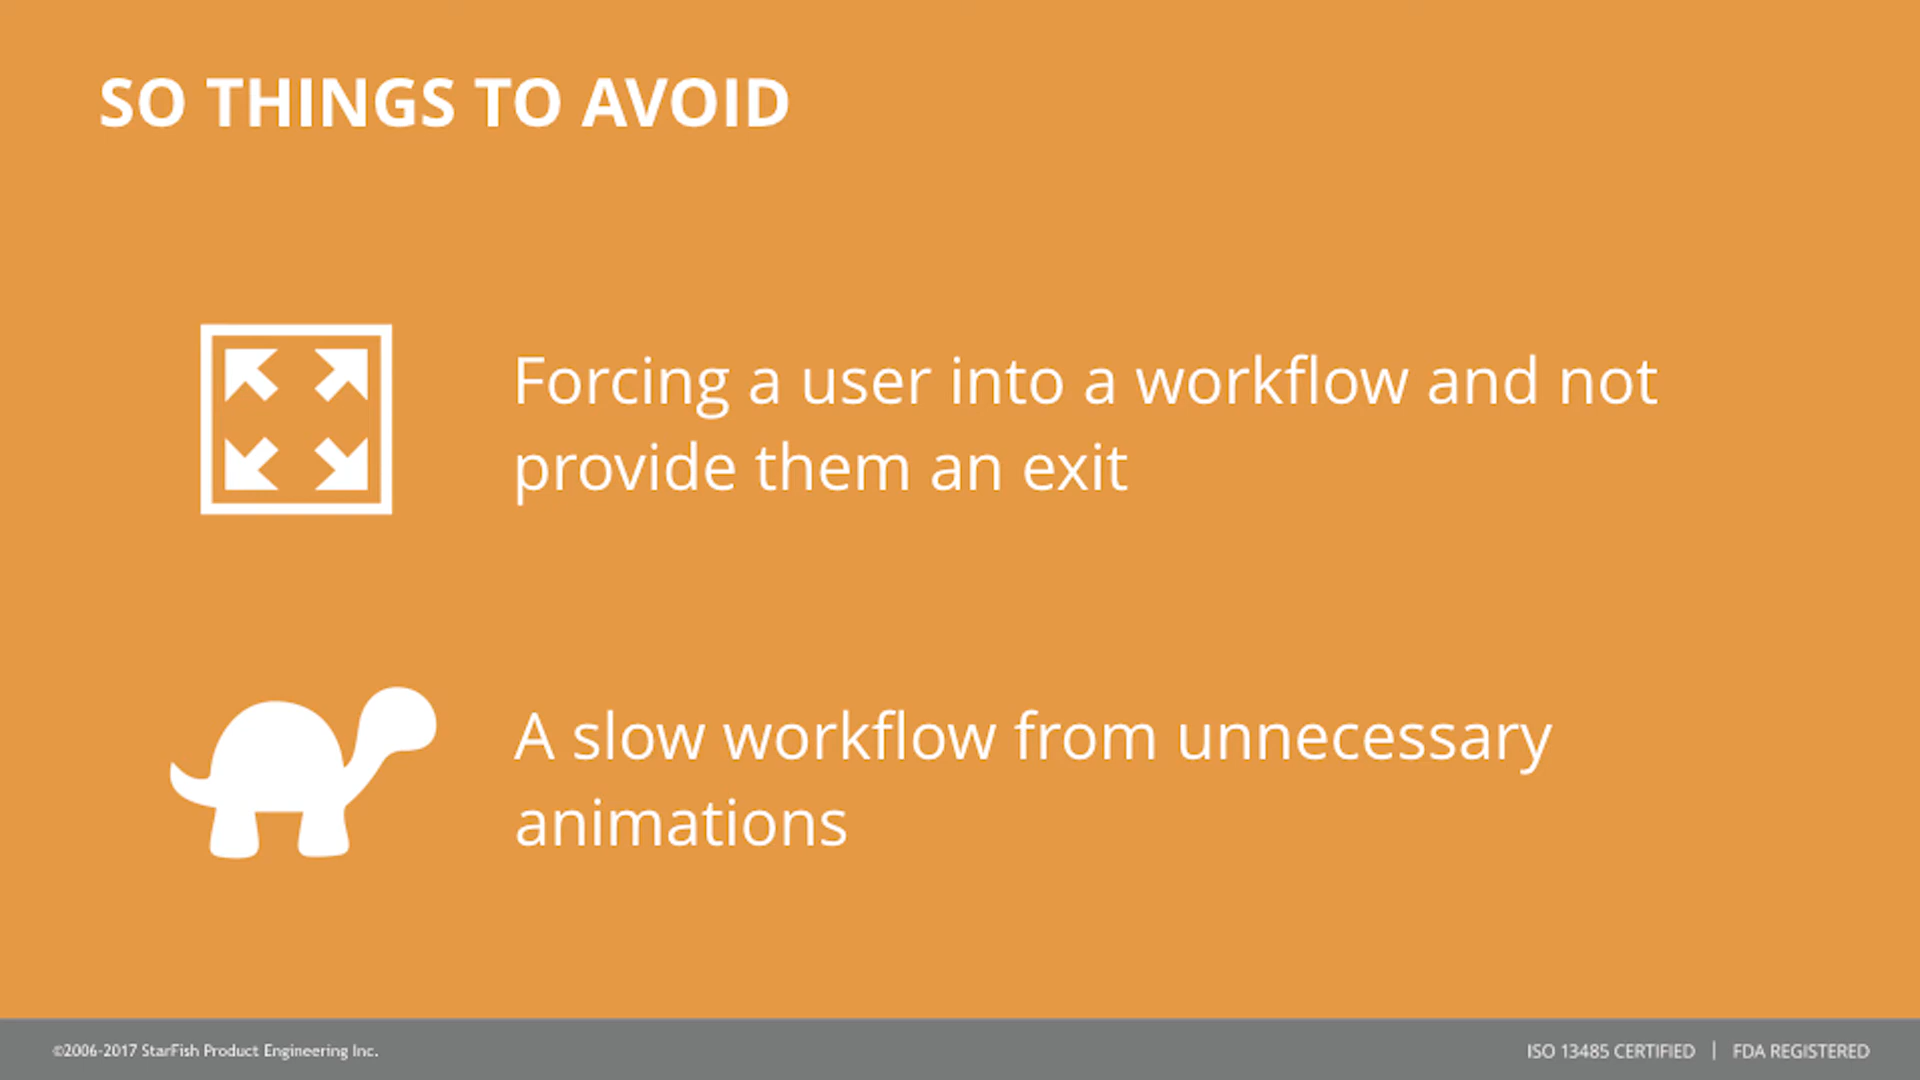 SO THINGS TO AVOID
Forcing a user into a workflow and not
provide them an exit
A slow workflow from unnecessary
animations
©2006-2017 StarFish Product Engineering Inc.
ISO 13485 CERTIFIED | FDA REGISTERED